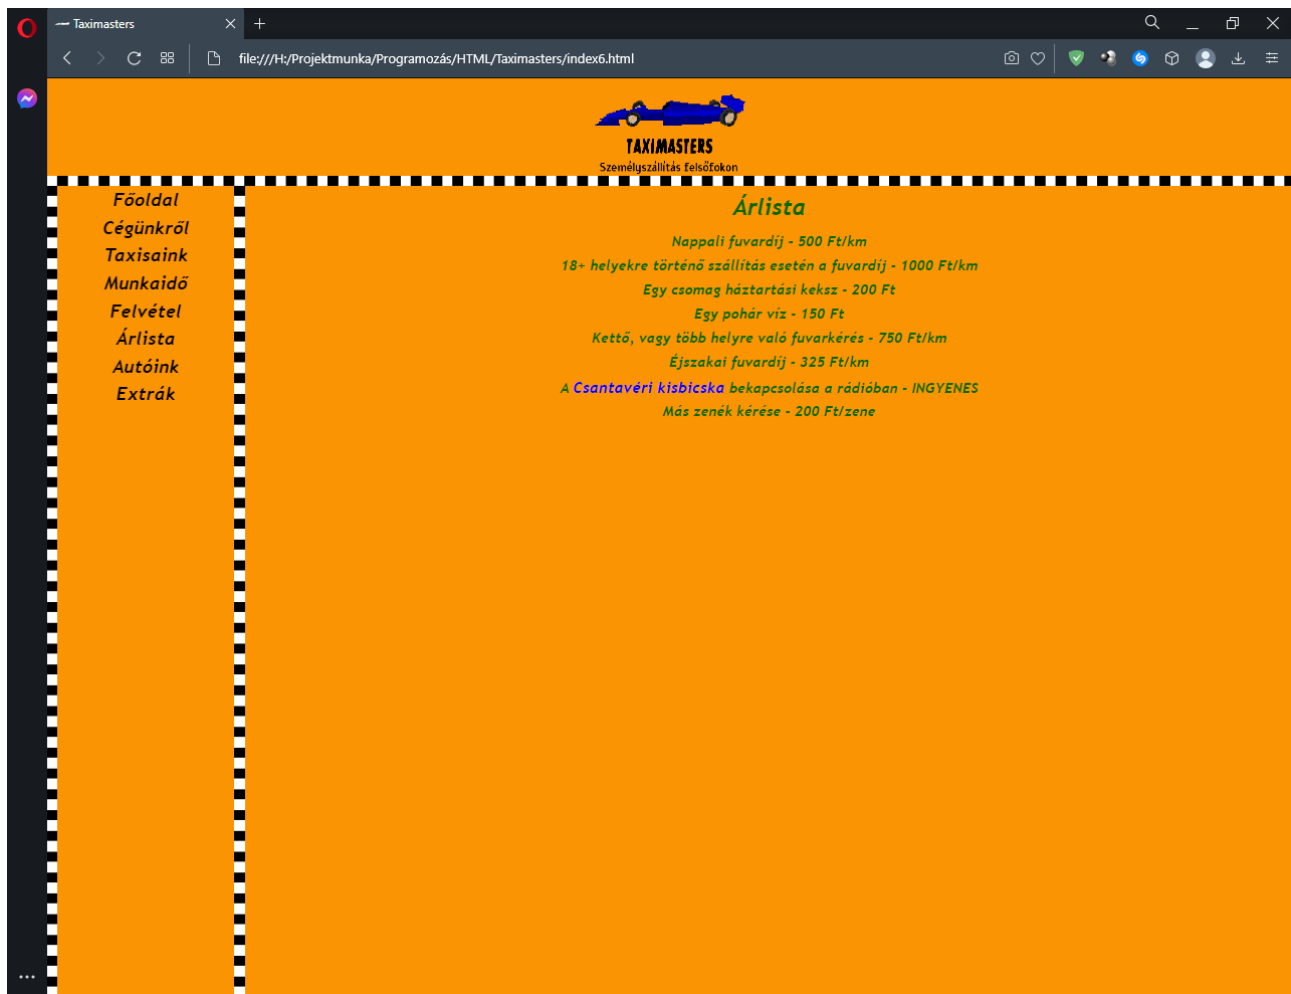 Taximasters
file:///H:/Projektmunka/Programozás/HTML/Taximasters/index6.html
TAXIMASTERS
Személyszállítás felsőfokon
Főoldal
Cégünkről
Taxisaink
Munkaidő
Felvétel
Árlista
Autóink
Extrák
Árlista
Nappali fuvardíj - 500 Ft/km
18+ helyekre történő szállítás esetén a fuvardíj - 1000 Ft/km
Egy csomag háztartási keksz - 200 Ft
Egy pohár víz - 150 Ft
Kettő, vagy több helyre való fuvarkérés - 750 Ft/km
Éjszakai fuvardíj - 325 Ft/km
A Csantavéri kisbicska bekapcsolása a rádióban - INGYENES
Más zenék kérése - 200 Ft/zene